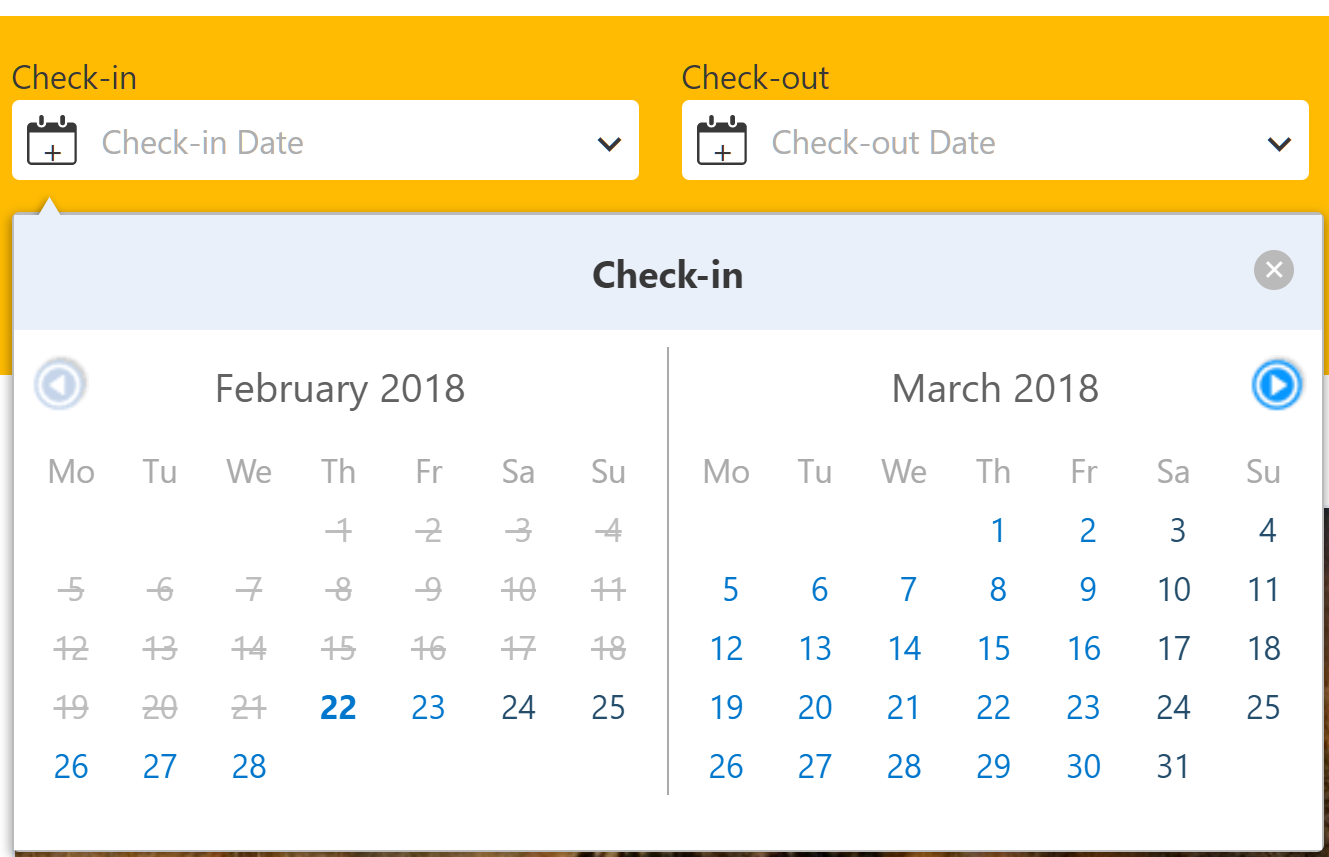 Check-in Check-out
Check-in Date Check-out Date
Check-in
February 2018 March 2018
Mo Tu We Th Fr Sa Su Mo Tu We Th Fr Sa Su
1 2 3 4 1 2 3 4
5 6 7 8 9 10 11 5 6 7 8 9 10 11
12 13 14 15 16 17 18 12 13 14 15 16 17 18
19 20 21 22 23 24 25 19 20 21 22 23 24 25
26 27 28 26 27 28 29 30 31